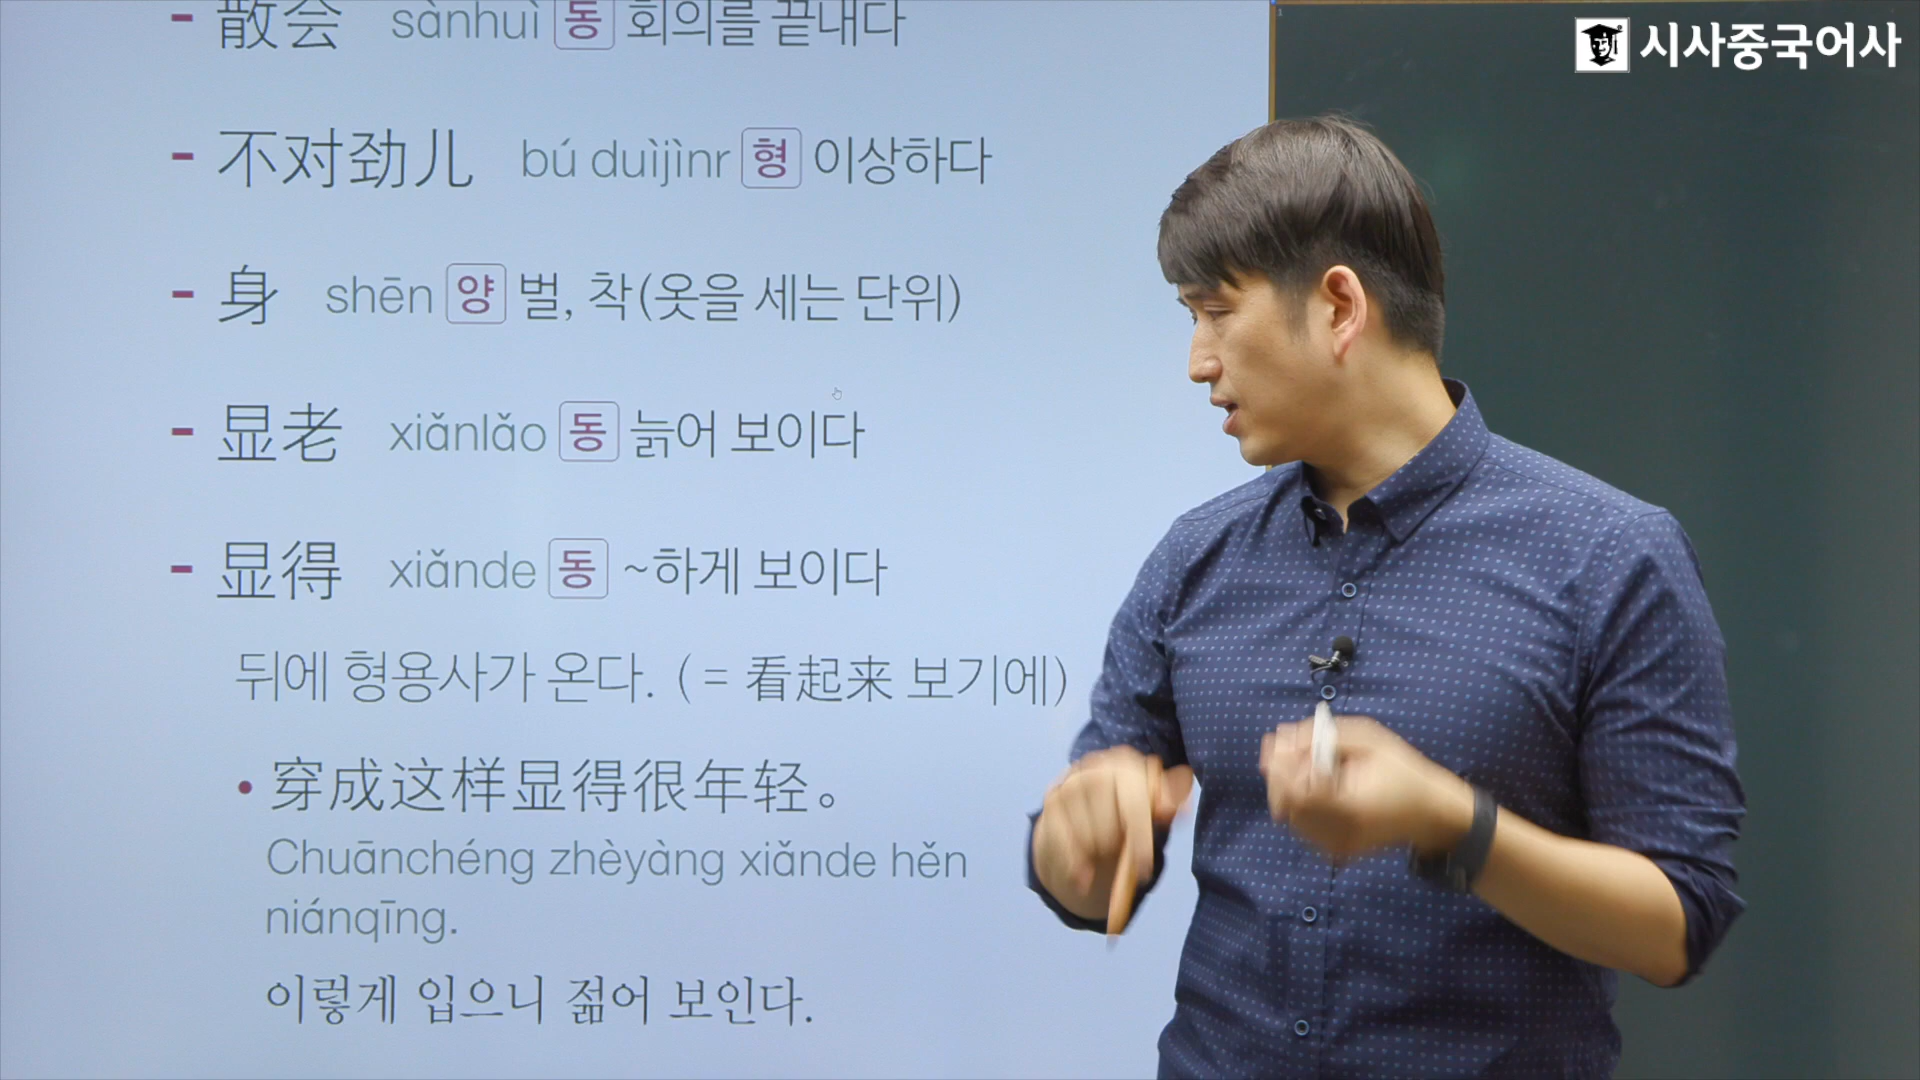 시사중국어사
- 散会 sànhuì 동 회의를 끝내다
- 不对劲儿 bú duìjìnr 형 이상하다
- 身 shēn 양 벌, 착(옷을 세는 단위)
- 显老 xiǎnlǎo 동 늙어 보이다
- 显得 xiǎnde 동 ~하게 보이다
뒤에 형용사가 온다. ( = 看起来 보기에)
• 穿成这样显得很年轻。
Chuānchéng zhèyàng xiǎnde hěn
niánqīng.
이렇게 입으니 젊어 보인다.